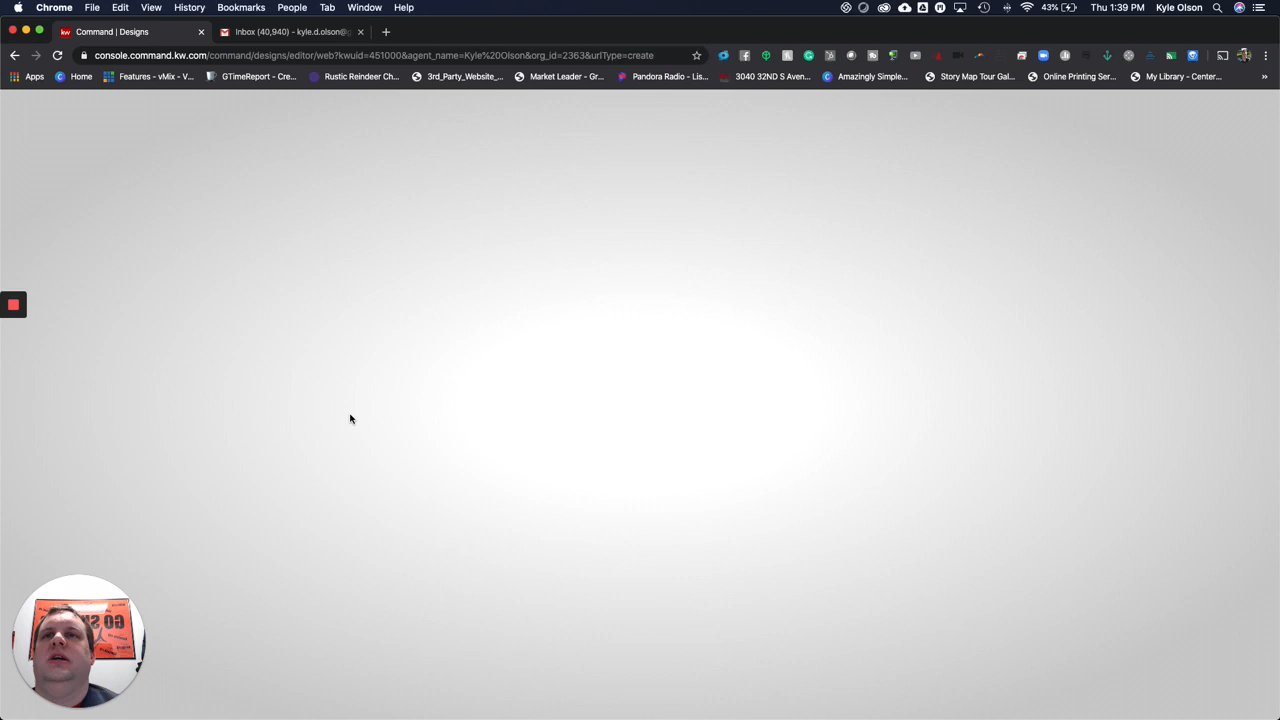 Chrome File Edit View History Bookmarks People Tab Window Help 43% Thu 1:39 PM Kyle Olson
kw Command | Designs Inbox (40,940) - kyle.d.olson@g
console.command.kw.com/command/designs/editor/web?kwuid=451000&agent_name=Kyle%20Olson&org_id=2363&urlType=create
Apps Home Features - vMix - V... GTimeReport - Cre... Rustic Reindeer Ch... 3rd_Party_Website_... Market Leader - Gr... Pandora Radio - Lis... 3040 32ND S Aven... Amazingly Simple... Story Map Tour Gal... Online Printing Ser... My Library - Center... »